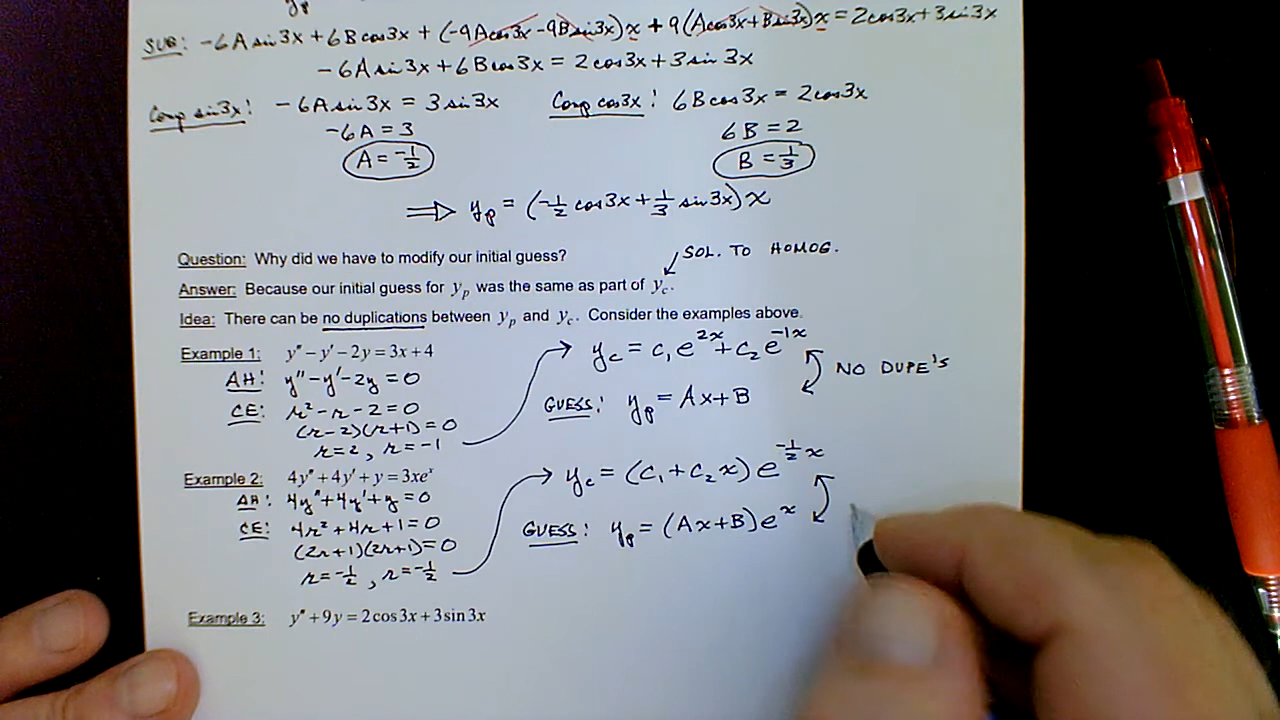 yp
SUB: -6A sin3x + 6B cos3x + (-9A cos3x - 9B sin3x)x + 9(A cos3x + B sin3x)x = 2cos3x + 3sin3x
-6A sin3x + 6B cos3x = 2cos3x + 3sin3x
Comp sin3x: -6A sin3x = 3sin3x Comp cos3x: 6B cos3x = 2cos3x
-6A = 3 6B = 2
A = -1/2 B = 1/3
⟹ yp = (-1/2 cos3x + 1/3 sin3x)x
Question: Why did we have to modify our initial guess? SOL. TO HOMOG.
Answer: Because our initial guess for yp was the same as part of yc.
Idea: There can be no duplications between yp and yc. Consider the examples above.
Example 1: y″ − y′ − 2y = 3x + 4 yc = c₁e^{2x} + c₂e^{-1x}
AH: y″ - y′ - 2y = 0 NO DUPE'S
CE: r² - r - 2 = 0 GUESS: yp = Ax + B
(r-2)(r+1) = 0
r = 2, r = -1
Example 2: 4y″ + 4y′ + y = 3xe^x yc = (c₁ + c₂x)e^{-1/2 x}
AH: 4y″ + 4y′ + y = 0
CE: 4r² + 4r + 1 = 0 GUESS: yp = (Ax + B)e^x
(2r+1)(2r+1) = 0
r = -1/2, r = -1/2
Example 3: y″ + 9y = 2cos3x + 3sin3x